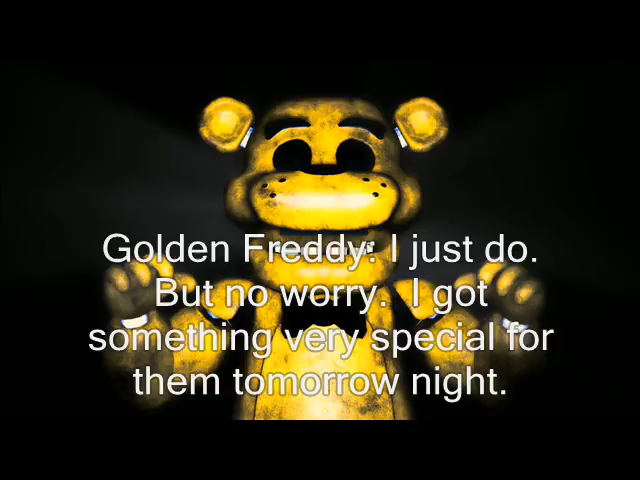 Golden Freddy: I just do.
But no worry.  I got
something very special for
them tomorrow night.